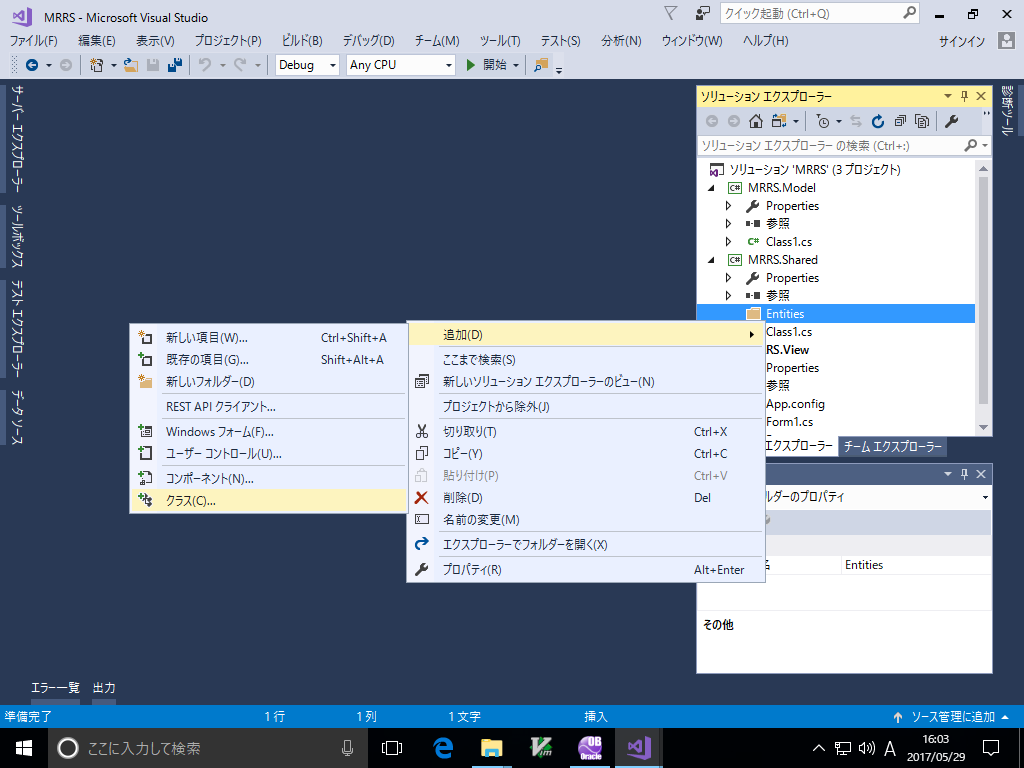 MRRS - Microsoft Visual Studio
クイック起動 (Ctrl+Q)
ファイル(F) 編集(E) 表示(V) プロジェクト(P) ビルド(B) デバッグ(D) チーム(M) ツール(T) テスト(S) 分析(N) ウィンドウ(W) ヘルプ(H) サインイン
Debug Any CPU 開始
サーバー エクスプローラー
ツールボックス
テスト エクスプローラー
データ ソース
診断ツール
ソリューション エクスプローラー
ソリューション エクスプローラー の検索 (Ctrl+:)
ソリューション 'MRRS' (3 プロジェクト)
C# MRRS.Model
Properties
参照
C# Class1.cs
C# MRRS.Shared
Properties
参照
Entities
Class1.cs
RS.View
Properties
参照
App.config
Form1.cs
エクスプローラー チーム エクスプローラー
新しい項目(W)... Ctrl+Shift+A
既存の項目(G)... Shift+Alt+A
新しいフォルダー(D)
REST API クライアント...
Windows フォーム(F)...
ユーザー コントロール(U)...
コンポーネント(N)...
クラス(C)...
追加(D)
ここまで検索(S)
新しいソリューション エクスプローラーのビュー(N)
プロジェクトから除外(J)
切り取り(T) Ctrl+X
コピー(Y) Ctrl+C
貼り付け(P) Ctrl+V
削除(D) Del
名前の変更(M)
エクスプローラーでフォルダーを開く(X)
プロパティ(R) Alt+Enter
ルダーのプロパティ
名 Entities
その他
エラー一覧 出力
準備完了 1 行 1 列 1 文字 挿入 ソース管理に追加
ここに入力して検索
OB
Oracle
A
16:03
2017/05/29